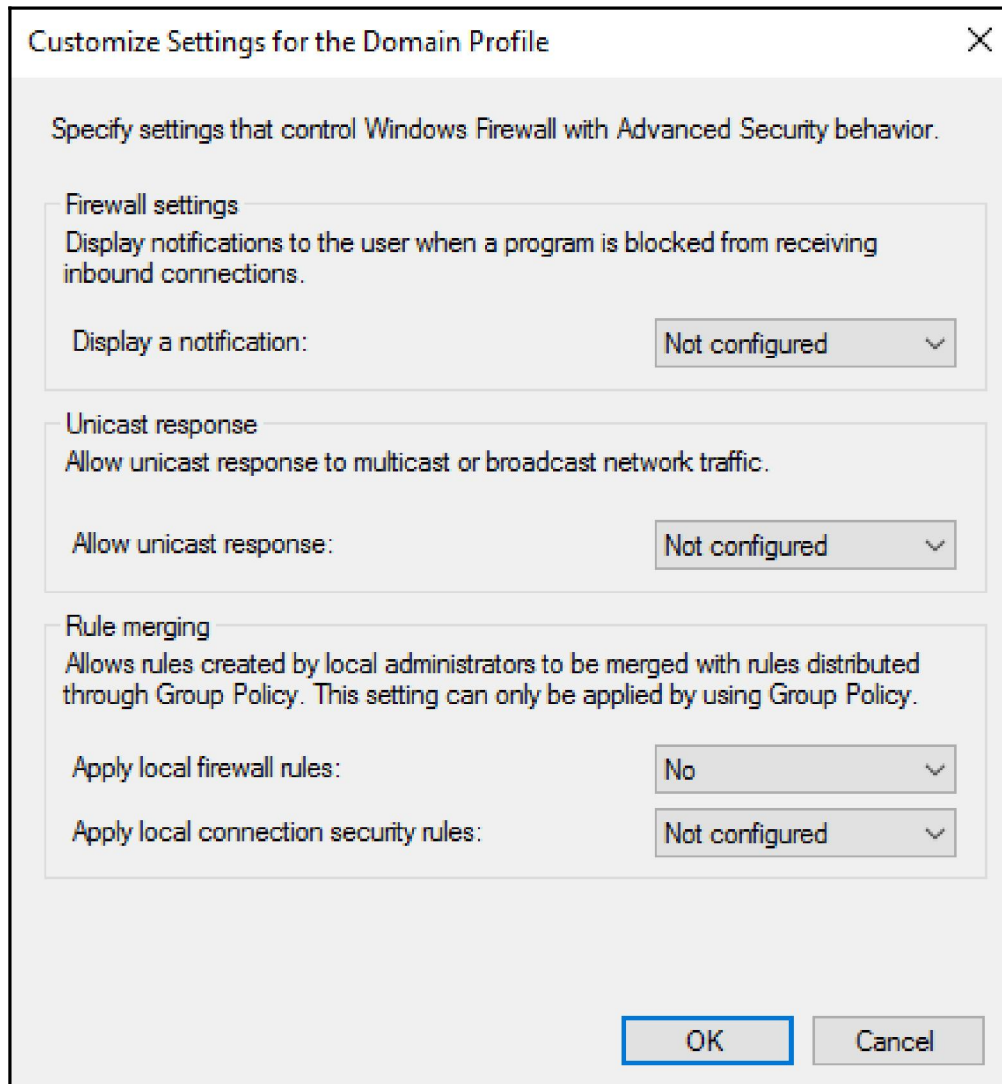 Customize Settings for the Domain Profile
Specify settings that control Windows Firewall with Advanced Security behavior.
Firewall settings
Display notifications to the user when a program is blocked from receiving
inbound connections.
Display a notification: Not configured
Unicast response
Allow unicast response to multicast or broadcast network traffic.
Allow unicast response: Not configured
Rule merging
Allows rules created by local administrators to be merged with rules distributed
through Group Policy. This setting can only be applied by using Group Policy.
Apply local firewall rules: No
Apply local connection security rules: Not configured
OK Cancel